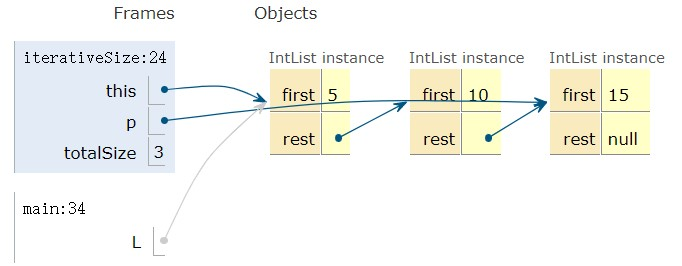 Frames Objects
iterativeSize:24
IntList instance IntList instance IntList instance
this
first 5 first 10 first 15
p
rest rest rest null
totalSize 3
main:34
L